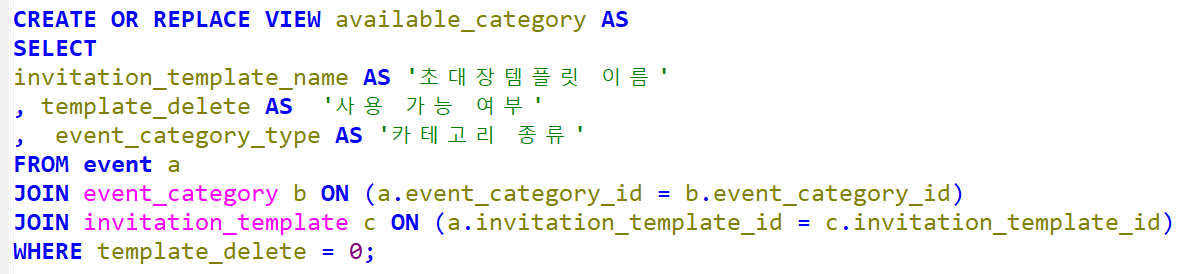 CREATE OR REPLACE VIEW available_category AS
SELECT
invitation_template_name AS '초대장템플릿 이름'
, template_delete AS  '사용 가능 여부'
,  event_category_type AS '카테고리 종류'
FROM event a
JOIN event_category b ON (a.event_category_id = b.event_category_id)
JOIN invitation_template c ON (a.invitation_template_id = c.invitation_template_id)
WHERE template_delete = 0;